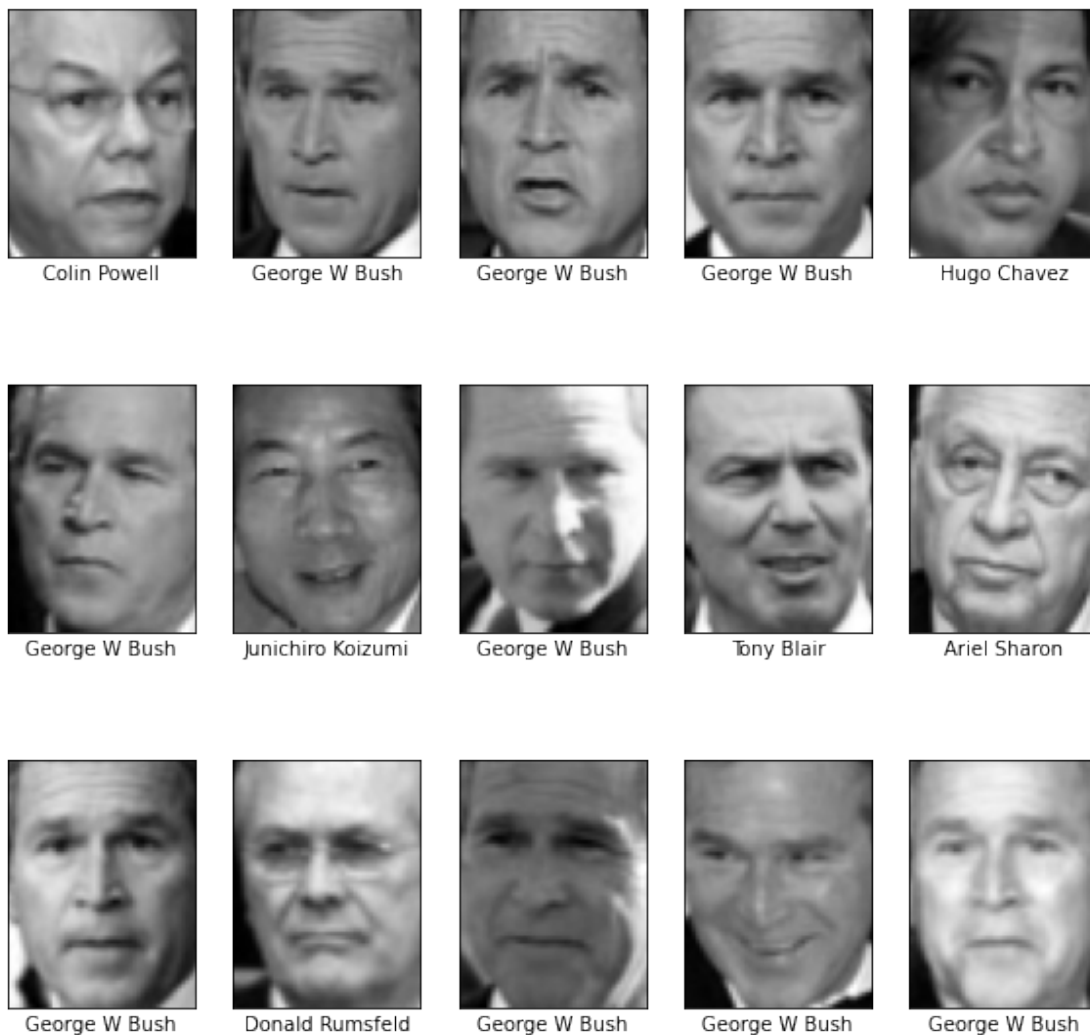 Colin Powell
George W Bush
George W Bush
George W Bush
Hugo Chavez
George W Bush
Junichiro Koizumi
George W Bush
Tony Blair
Ariel Sharon
George W Bush
Donald Rumsfeld
George W Bush
George W Bush
George W Bush